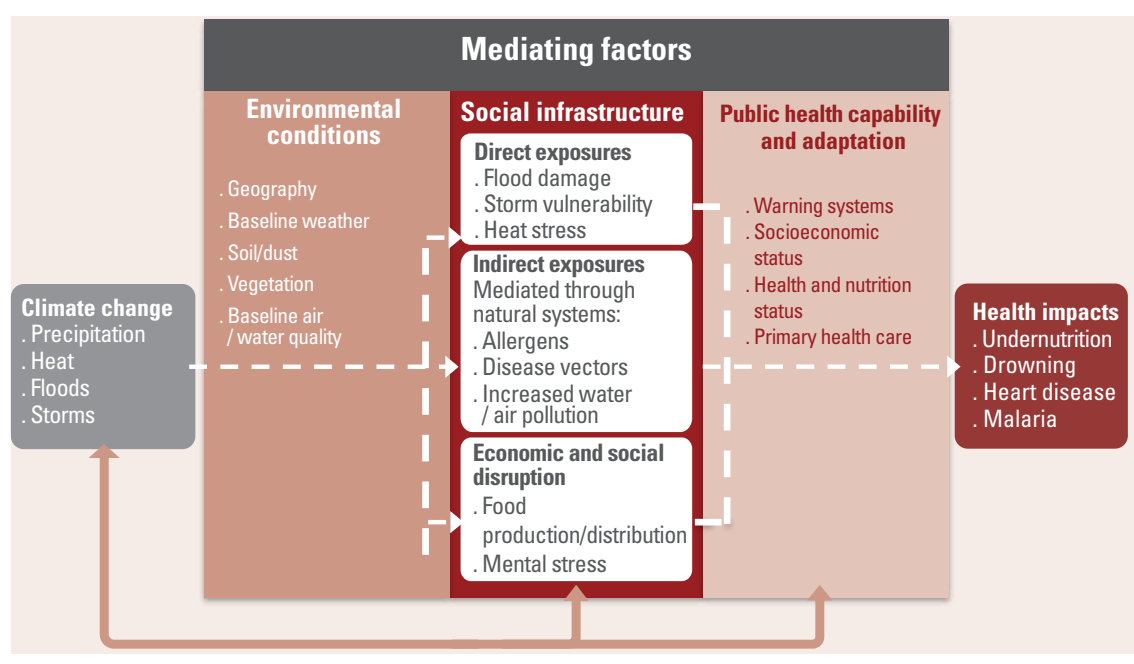 Mediating factors
Environmental
conditions
. Geography
. Baseline weather
. Soil/dust
. Vegetation
. Baseline air
/ water quality
Social infrastructure
Direct exposures
. Flood damage
. Storm vulnerability
. Heat stress
Indirect exposures
Mediated through
natural systems:
. Allergens
. Disease vectors
. Increased water
/ air pollution
Economic and social
disruption
. Food
production/distribution
. Mental stress
Public health capability
and adaptation
. Warning systems
. Socioeconomic
status
. Health and nutrition
status
. Primary health care
Climate change
. Precipitation
. Heat
. Floods
. Storms
Health impacts
. Undernutrition
. Drowning
. Heart disease
. Malaria